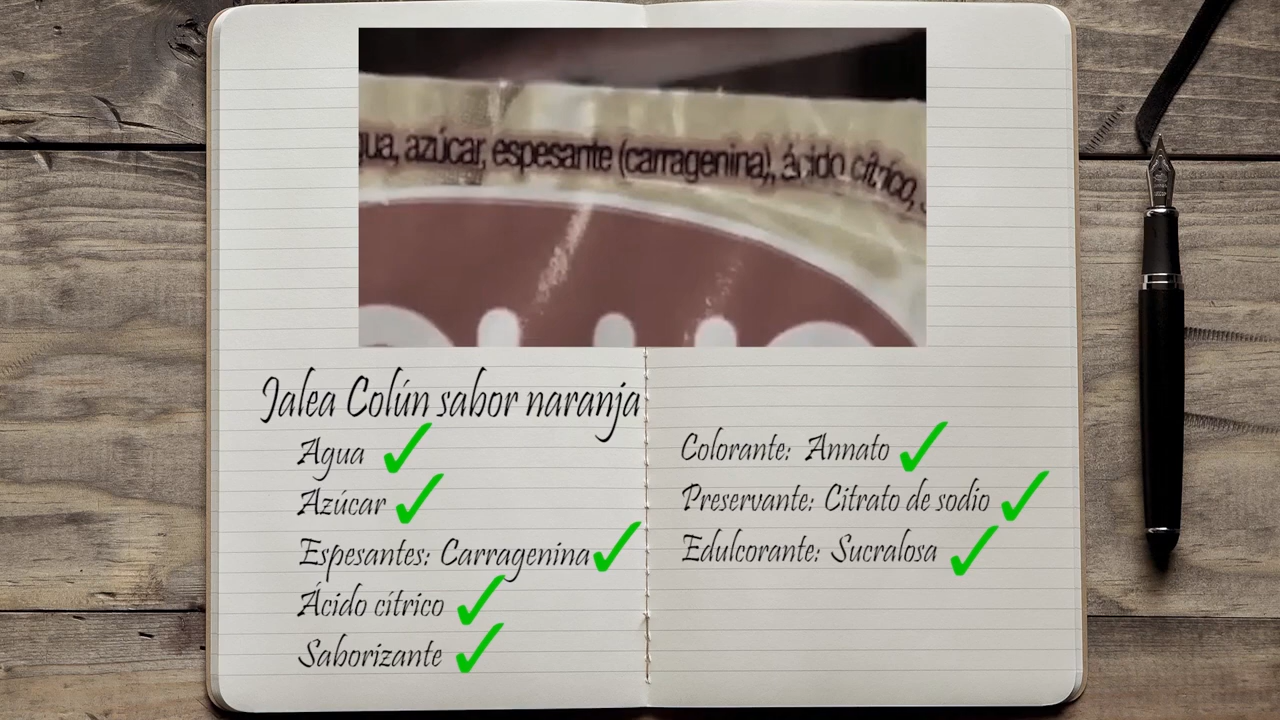 azúcar, espesante (carragenina), ácido cítrico,
Jalea Colún sabor naranja
Agua
Azúcar
Espesantes: Carragenina
Ácido cítrico
Saborizante
Colorante: Annato
Preservante: Citrato de sodio
Edulcorante: Sucralosa